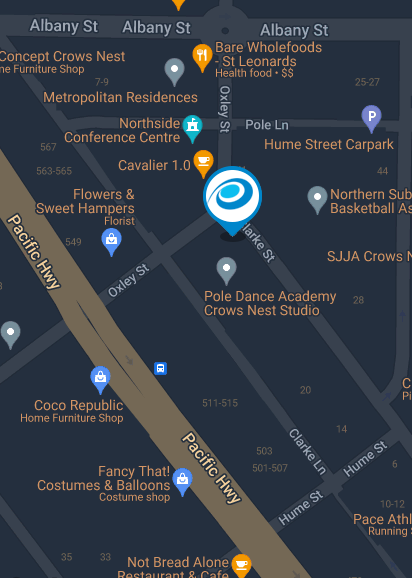 Albany St
Albany St
Albany St
Concept Crows Nest
me Furniture Shop
Bare Wholefoods
- St Leonards
Health food • $$
7-9
25-27
Metropolitan Residences
Oxley St
P
Northside
Conference Centre
Pole Ln
Hume Street Carpark
567
563-565
Cavalier 1.0
44
Flowers &
Sweet Hampers
Florist
Northern Sub
Basketball As
Pacific Hwy
549
Clarke St
SJJA Crows N
Oxley St
Pole Dance Academy
Crows Nest Studio
28
Coco Republic
Home Furniture Shop
511-515
20
C
Pi
14
Clarke Ln
Pacific Hwy
503
501-507
Hume St
6
Fancy That!
Costumes & Balloons
Costume shop
Hume St
10-12
Pace Athl
Running S
35
33
Not Bread Alone
Restaurant & Cafe